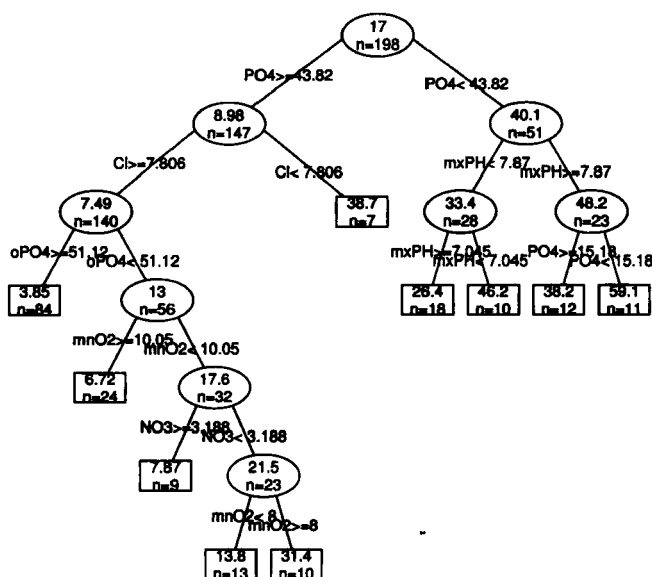 17
n=198
PO4>=43.82
PO4< 43.82
8.98
n=147
40.1
n=51
Cl>=7.806
Cl< 7.806
mxPH< 7.87
mxPH>=7.87
7.49
n=140
38.7
n=7
33.4
n=28
48.2
n=23
oPO4>=51.12
oPO4< 51.12
mxPH>=7.045
mxPH< 7.045
PO4>=15.18
PO4< 15.18
3.85
n=84
13
n=56
26.4
n=18
46.2
n=10
38.2
n=12
59.1
n=11
mnO2>=10.05
mnO2< 10.05
6.72
n=24
17.6
n=32
NO3>=3.188
NO3< 3.188
7.87
n=9
21.5
n=23
mnO2< 8
mnO2>=8
13.8
n=13
31.4
n=10